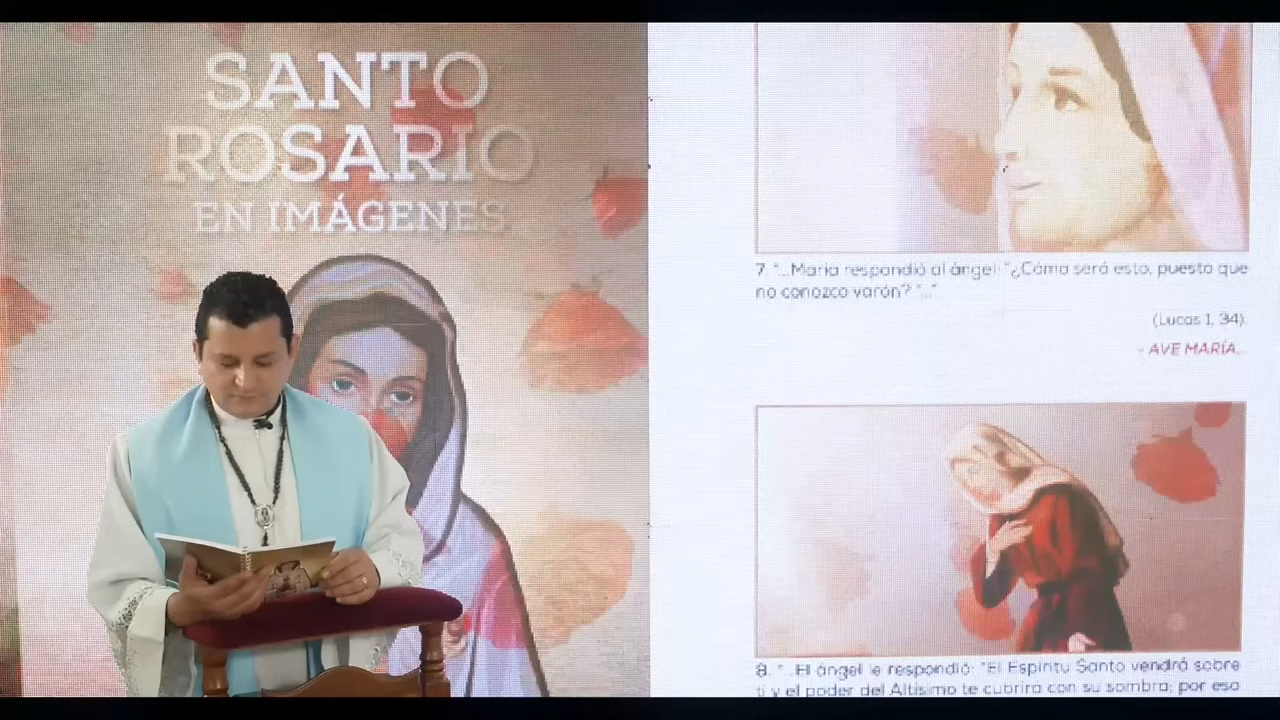 SANTO
ROSARIO
EN IMÁGENES
7. "...María respondió al ángel: "¿Cómo será esto, puesto que
no conozco varón? "..."
(Lucas 1, 34).
- AVE MARÍA...
8. "...El ángel le respondió: "El Espíritu Santo vendrá sobre
ti y el poder del Altísimo te cubrirá con su sombra; por eso